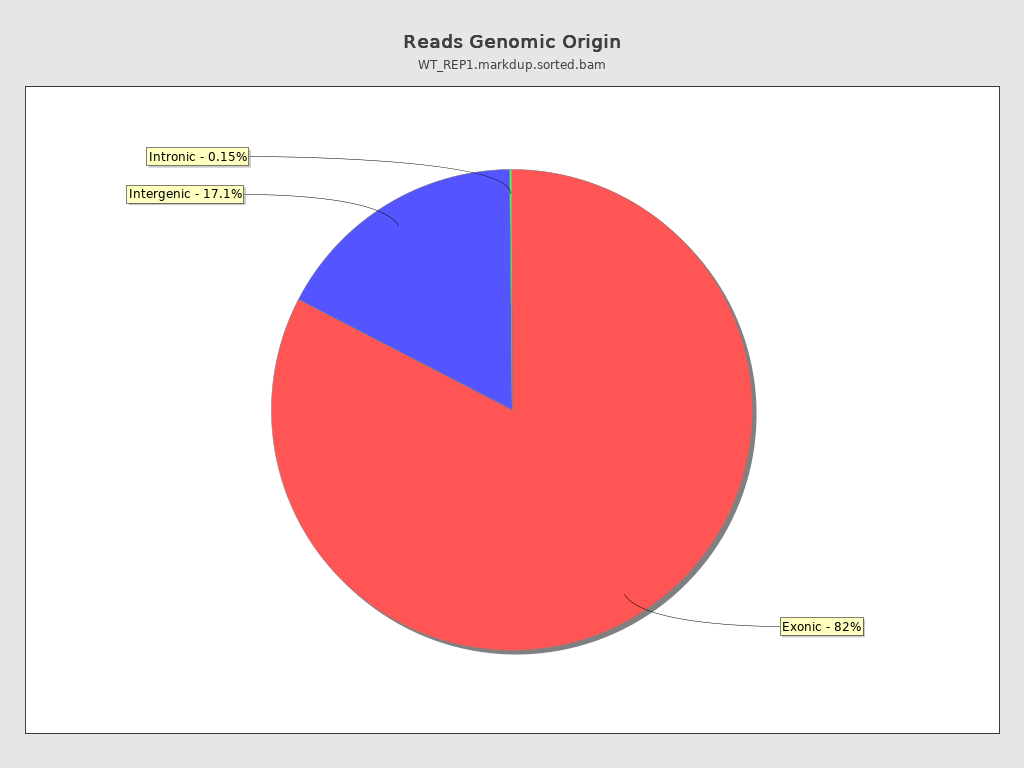 Reads Genomic Origin
WT_REP1.markdup.sorted.bam
Intronic - 0.15%
Intergenic - 17.1%
Exonic - 82%